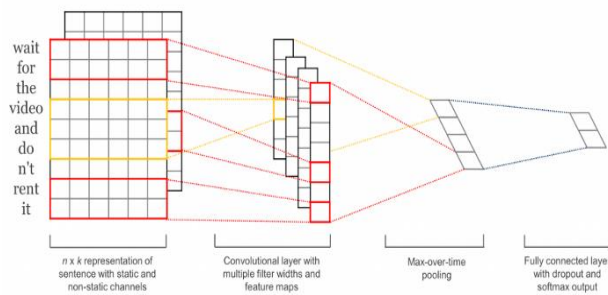 wait
for
the
video
and
do
n't
rent
it
n x k representation of
sentence with static and
non-static channels
Convolutional layer with
multiple filter widths and
feature maps
Max-over-time
pooling
Fully connected layer
with dropout and
softmax output